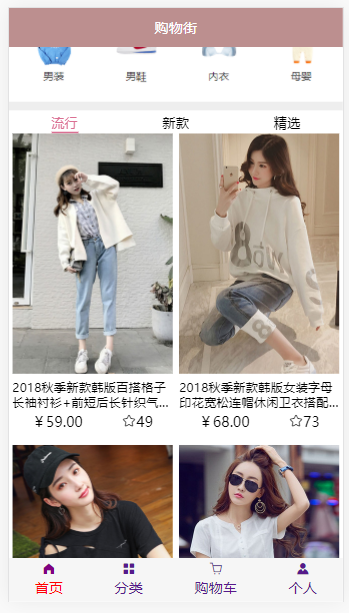 购物街
男装 男鞋 内衣 母婴
流行 新款 精选
2018秋季新款韩版百搭格子
长袖衬衫+前短后长针织气...
￥59.00 ☆49
2018秋季新款韩版女装字母
印花宽松连帽休闲卫衣搭配...
￥68.00 ☆73
首页 分类 购物车 个人